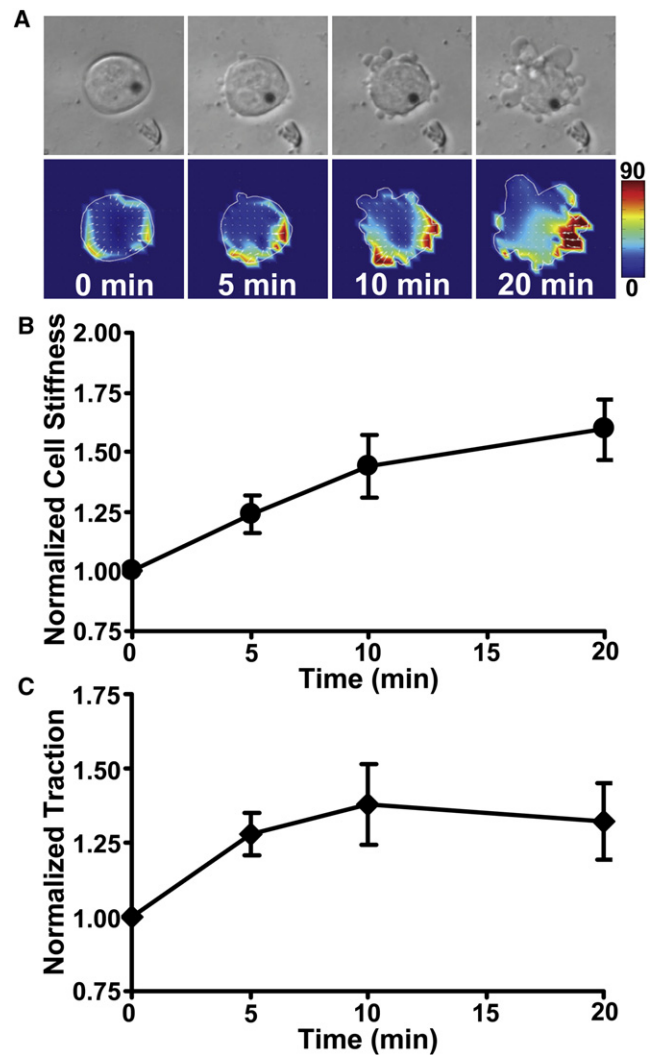 A
90
0
0 min
5 min
10 min
20 min
B
Normalized Cell Stiffness
2.00
1.75
1.50
1.25
1.00
0.75
0
5
10
15
20
Time (min)
C
Normalized Traction
1.75
1.50
1.25
1.00
0.75
0
5
10
15
20
Time (min)